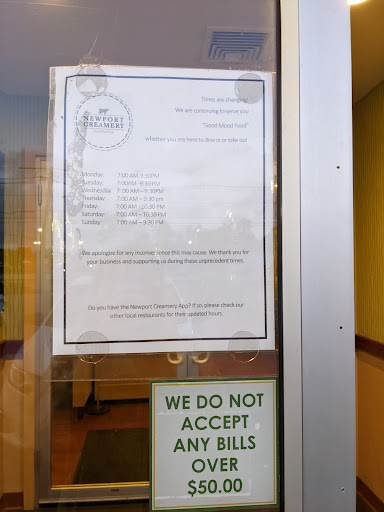 Times are changing!
NEWPORT
CREAMERY
We are continuing to serve you
"Good Mood Food"
whether you are here to dine in or take out
Monday: 7:00 AM-9:30PM
Tuesday: 7:00AM -9:30PM
Wednesday: 7:00 AM – 9:30PM
Thursday: 7:00AM – 9:30 pm
Friday: 7:00 AM – 10:30 PM
Saturday: 7:00 AM – 10:30 PM
Sunday: 7:00 AM – 9:30 PM
We apologize for any inconvenience this may cause. We thank you for
your business and supporting us during these unprecedent times.
Do you have the Newport Creamery App? If so, please check our
other local restaurants for their updated hours.
WE DO NOT
ACCEPT
ANY BILLS
OVER
$50.00